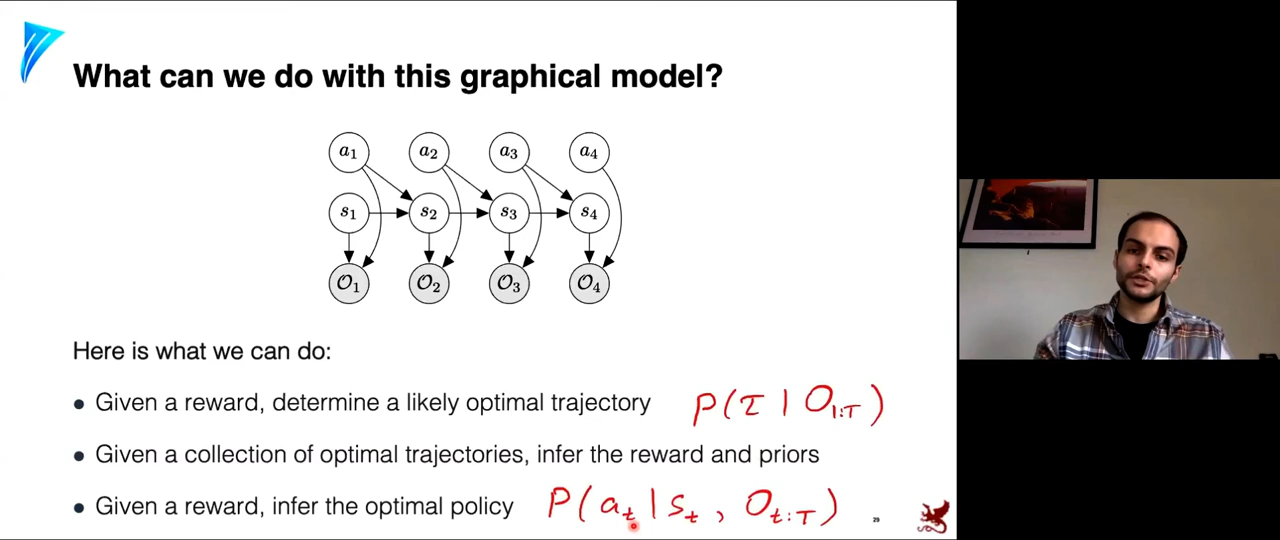 What can we do with this graphical model?
a1 a2 a3 a4
s1 s2 s3 s4
O1 O2 O3 O4
Here is what we can do:
• Given a reward, determine a likely optimal trajectory p(τ | O1:T)
• Given a collection of optimal trajectories, infer the reward and priors
• Given a reward, infer the optimal policy P(at | st, Ot:T)
29